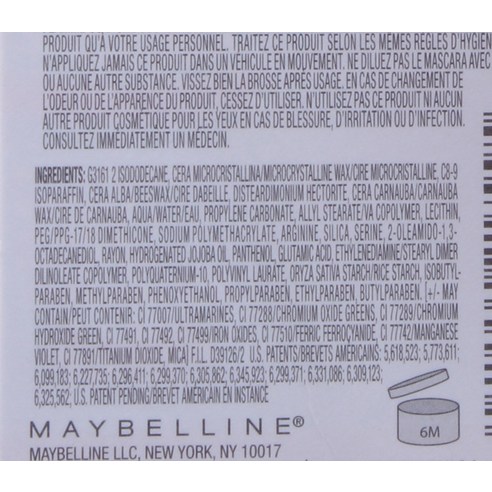 PRODUIT QU'À VOTRE USAGE PERSONNEL. TRAITEZ CE PRODUIT SELON LES MÊMES RÈGLES D'HYGIEN
N'APPLIQUEZ JAMAIS CE PRODUIT DANS UN VEHICULE EN MOUVEMENT. NE DILUEZ PAS LE MASCARA AVEC
OU AUCUNE AUTRE SUBSTANCE. VISSEZ BIEN LA BROSSE APRÈS USAGE. EN CAS DE CHANGEMENT DE
L'ODEUR OU DE L'APPARENCE DU PRODUIT, CESSEZ D'UTILISER. N'UTILISEZ PAS CE PRODUIT NI AUCUN
AUTRE PRODUIT COSMÉTIQUE POUR LES YEUX EN CAS DE BLESSURE, D'IRRITATION OU D'INFECTION.
CONSULTEZ IMMÉDIATEMENT UN MÉDECIN.
INGREDIENTS: G3161 2 ISODODECANE, CERA MICROCRISTALLINA/MICROCRYSTALLINE WAX/CIRE MICROCRISTALLINE, C8-9
ISOPARAFFIN, CERA ALBA/BEESWAX/CIRE DABEILLE, DISTEARDIMONIUM HECTORITE, CERA CARNAUBA/CARNAUBA
WAX/CIRE DE CARNAUBA, AQUA/WATER/EAU, PROPYLENE CARBONATE, ALLYL STEARATE/VA COPOLYMER, LECITHIN,
PEG/PPG-17/18 DIMETHICONE, SODIUM POLYMETHACRYLATE, ARGININE, SILICA, SERINE, 2-OLEAMIDO-1,3-
OCTADECANEDIOL, RAYON, HYDROGENATED JOJOBA OIL, PANTHENOL, GLUTAMIC ACID, ETHYLENEDIAMINE/STEARYL DIMER
DILINOLEATE COPOLYMER, POLYQUATERNIUM-10, POLYVINYL LAURATE, ORYZA SATIVA STARCH/RICE STARCH, ISOBUTYL-
PARABEN, METHYLPARABEN, PHENOXYETHANOL, PROPYLPARABEN, ETHYLPARABEN, BUTYLPARABEN. [+/- MAY
CONTAIN/PEUT CONTENIR: CI 77007/ULTRAMARINES, CI 77288/CHROMIUM OXIDE GREENS, CI 77289/CHROMIUM
HYDROXIDE GREEN, CI 77491, CI 77492, CI 77499/IRON OXIDES, CI 77510/FERRIC FERROCYANIDE, CI 77742/MANGANESE
VIOLET, CI 77891/TITANIUM DIOXIDE, MICA] F.I.L. D39126/2 U.S. PATENTS/BREVETS AMERICAINS: 5,618,523; 5,773,611;
6,099,183; 6,227,735; 6,296,411; 6,299,370; 6,305,862; 6,345,923; 6,299,371; 6,331,086; 6,309,123;
6,325,562; U.S. PATENT PENDING/BREVET AMERICAIN EN INSTANCE
MAYBELLINE®
MAYBELLINE LLC, NEW YORK, NY 10017
6M